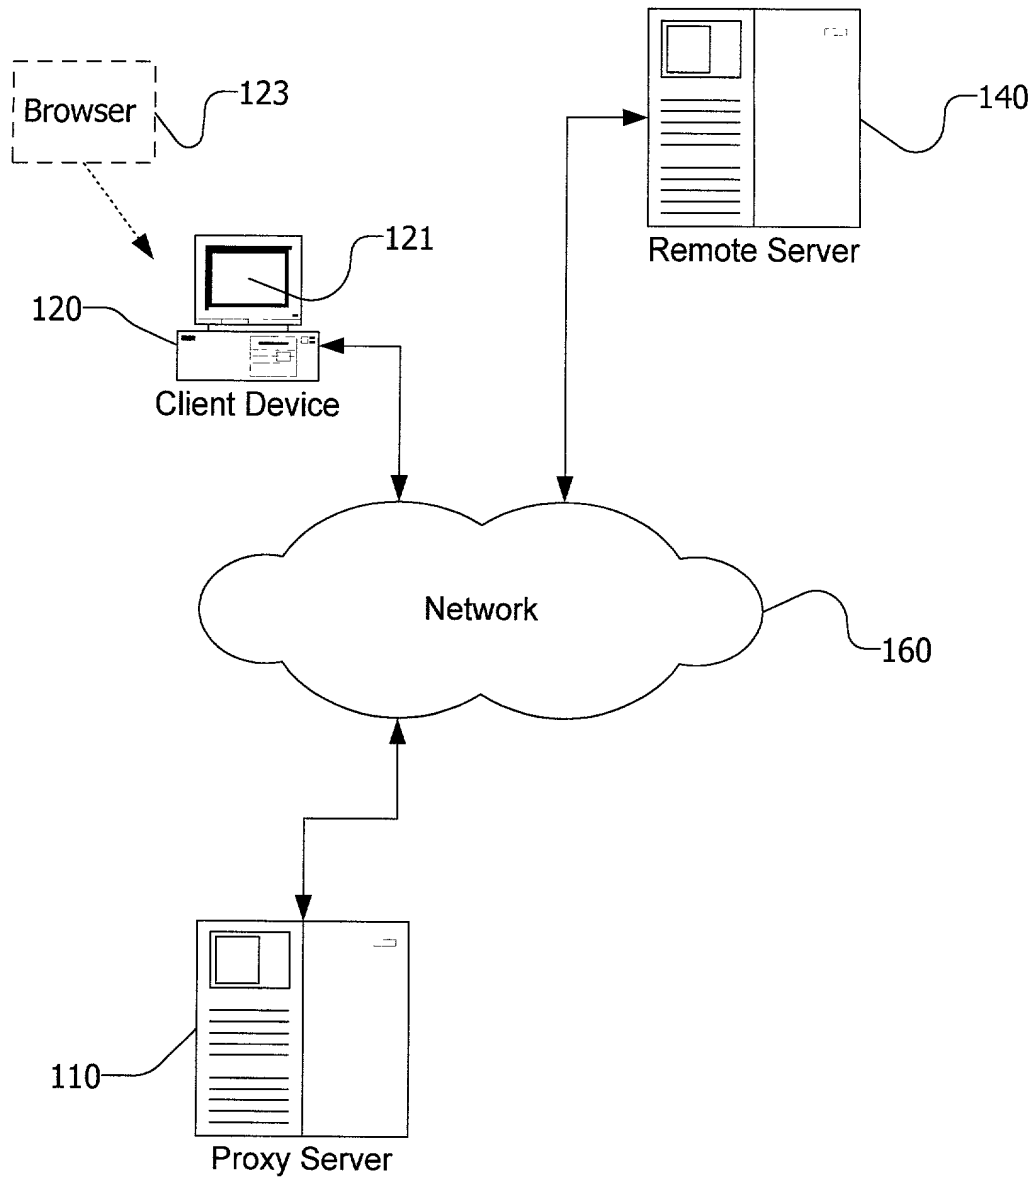 Browser
123
140
Remote Server
121
120
Client Device
Network
160
110
Proxy Server